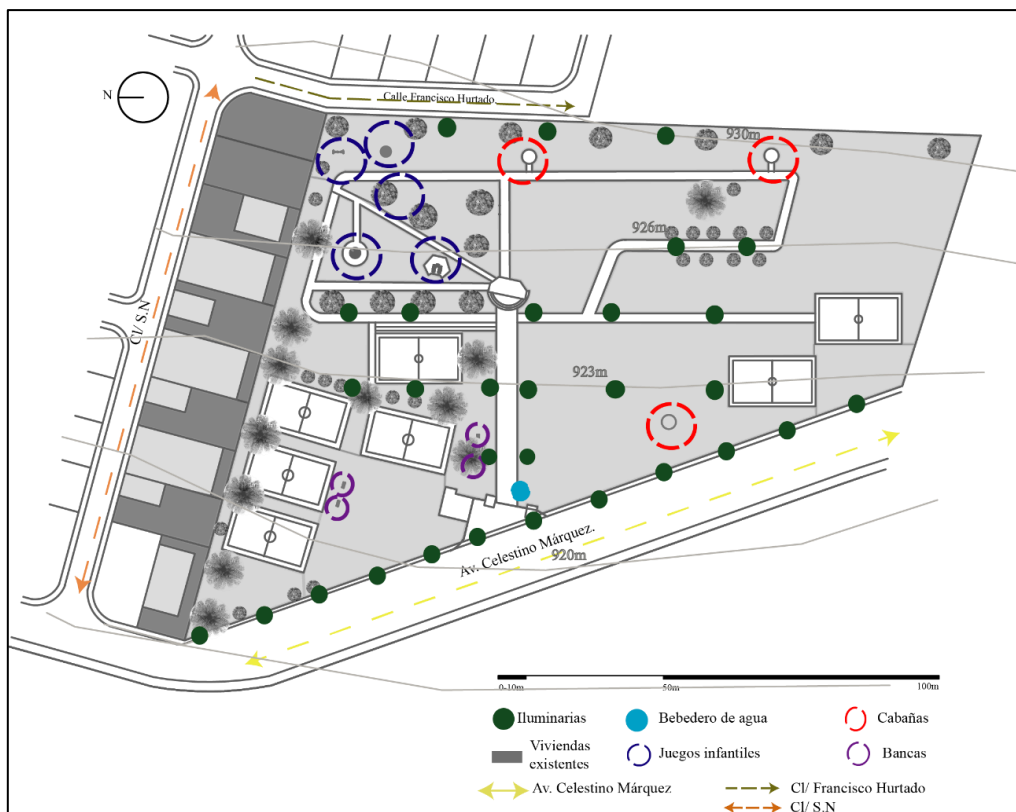 N
Calle Francisco Hurtado
930m
926m
Cl/ S.N
923m
Av. Celestino Márquez.
920m
0-10m 50m 100m
Iluminarias
Bebedero de agua
Cabañas
Viviendas
existentes
Juegos infantiles
Bancas
Av. Celestino Márquez
Cl/ Francisco Hurtado
Cl/ S.N